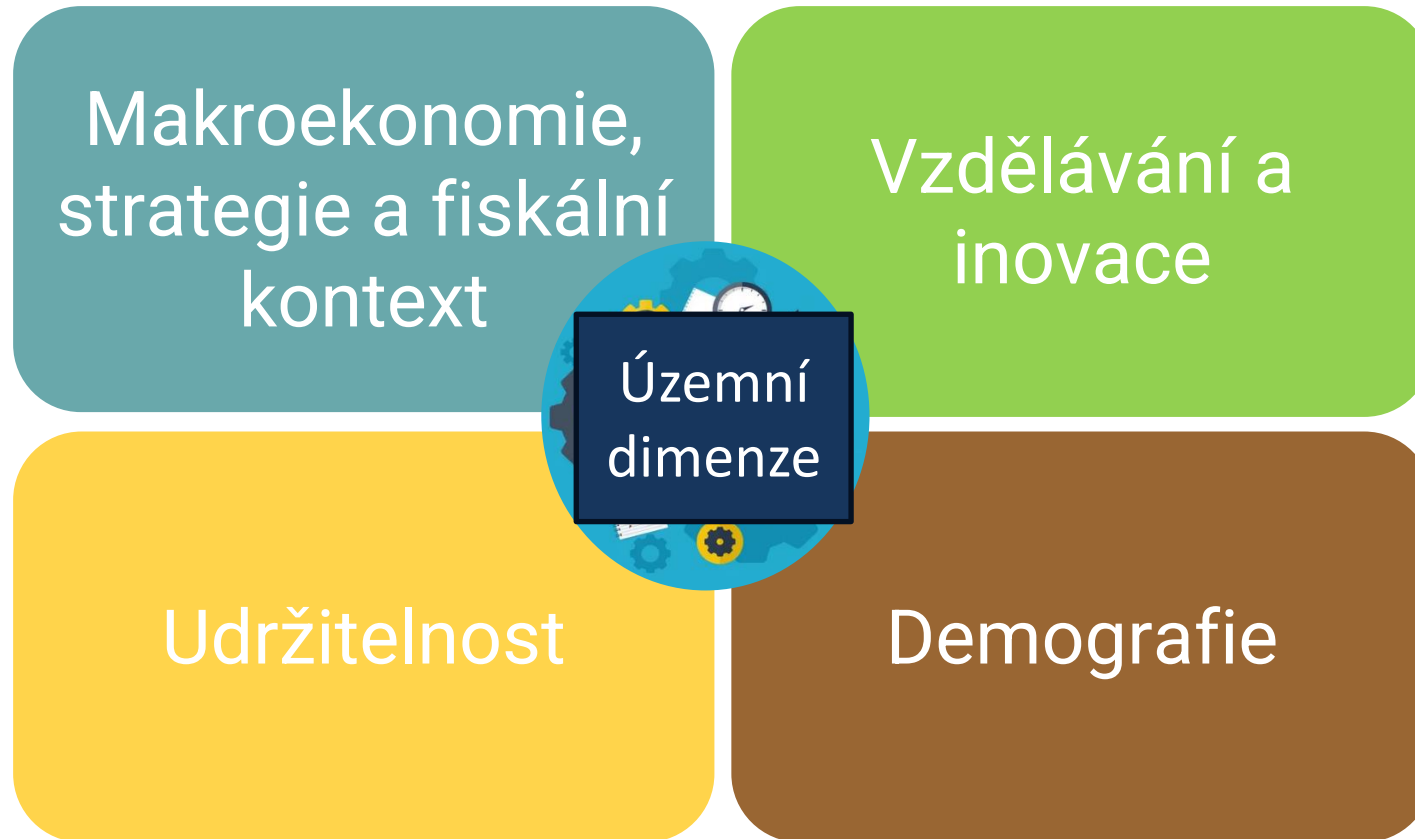 Makroekonomie,
strategie a fiskální
kontext
Vzdělávání a
inovace
Územní
dimenze
Udržitelnost
Demografie